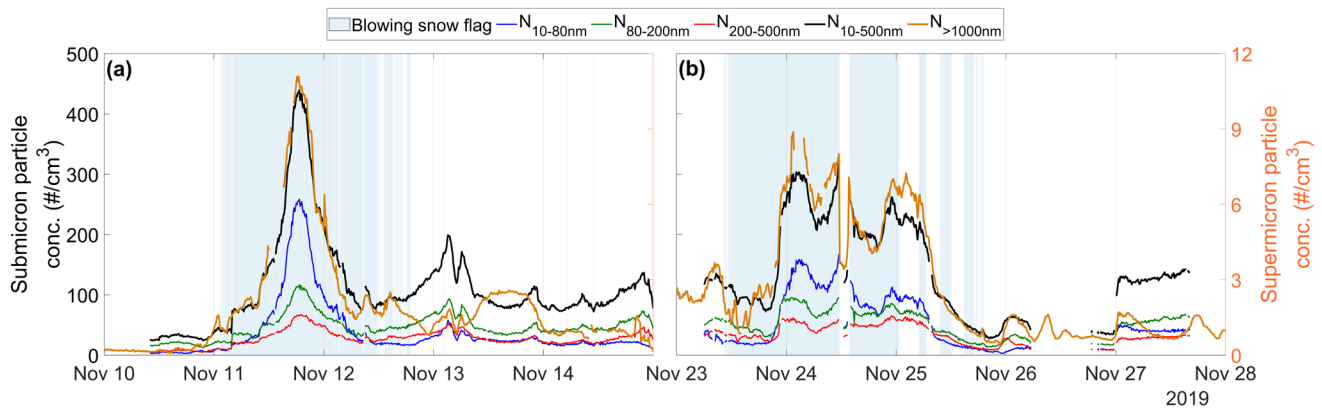 Blowing snow flag N10-80nm N80-200nm N200-500nm N10-500nm N>1000nm
(a) (b)
500 12
400 9
300 6
200
100 3
0 0
Submicron particle
conc. (#/cm3)
Supermicron particle
conc. (#/cm3)
Nov 10 Nov 11 Nov 12 Nov 13 Nov 14 Nov 23 Nov 24 Nov 25 Nov 26 Nov 27 Nov 28
2019